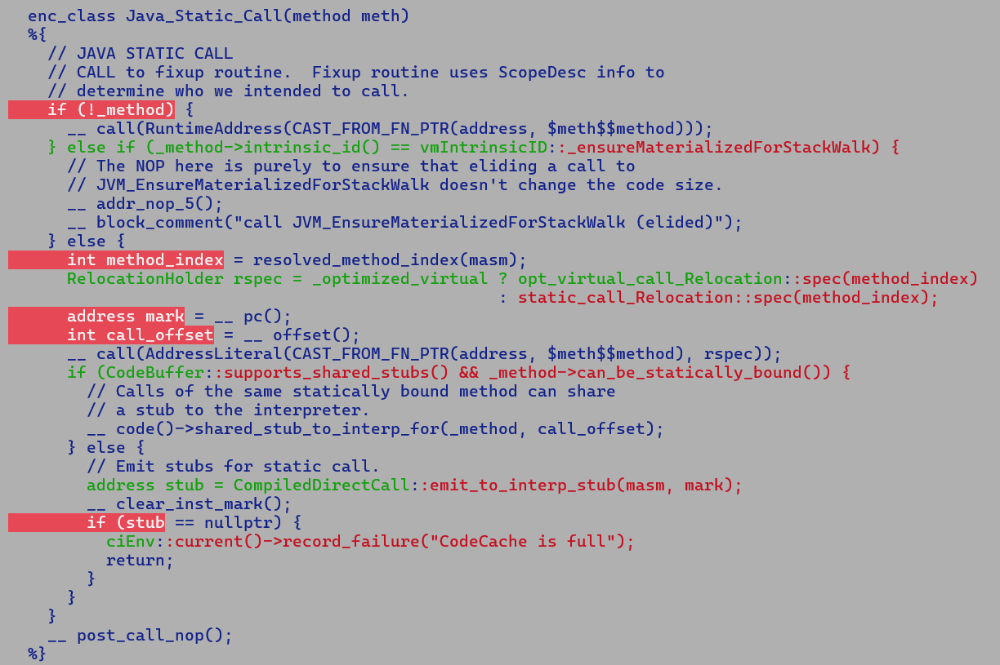 enc_class Java_Static_Call(method meth)
%{
// JAVA STATIC CALL
// CALL to fixup routine.  Fixup routine uses ScopeDesc info to
// determine who we intended to call.
if (!_method) {
__ call(RuntimeAddress(CAST_FROM_FN_PTR(address, $meth$$method)));
} else if (_method->intrinsic_id() == vmIntrinsicID::_ensureMaterializedForStackWalk) {
// The NOP here is purely to ensure that eliding a call to
// JVM_EnsureMaterializedForStackWalk doesn't change the code size.
__ addr_nop_5();
__ block_comment("call JVM_EnsureMaterializedForStackWalk (elided)");
} else {
int method_index = resolved_method_index(masm);
RelocationHolder rspec = _optimized_virtual ? opt_virtual_call_Relocation::spec(method_index)
: static_call_Relocation::spec(method_index);
address mark = __ pc();
int call_offset = __ offset();
__ call(AddressLiteral(CAST_FROM_FN_PTR(address, $meth$$method), rspec));
if (CodeBuffer::supports_shared_stubs() && _method->can_be_statically_bound()) {
// Calls of the same statically bound method can share
// a stub to the interpreter.
__ code()->shared_stub_to_interp_for(_method, call_offset);
} else {
// Emit stubs for static call.
address stub = CompiledDirectCall::emit_to_interp_stub(masm, mark);
__ clear_inst_mark();
if (stub == nullptr) {
ciEnv::current()->record_failure("CodeCache is full");
return;
}
}
}
__ post_call_nop();
%}